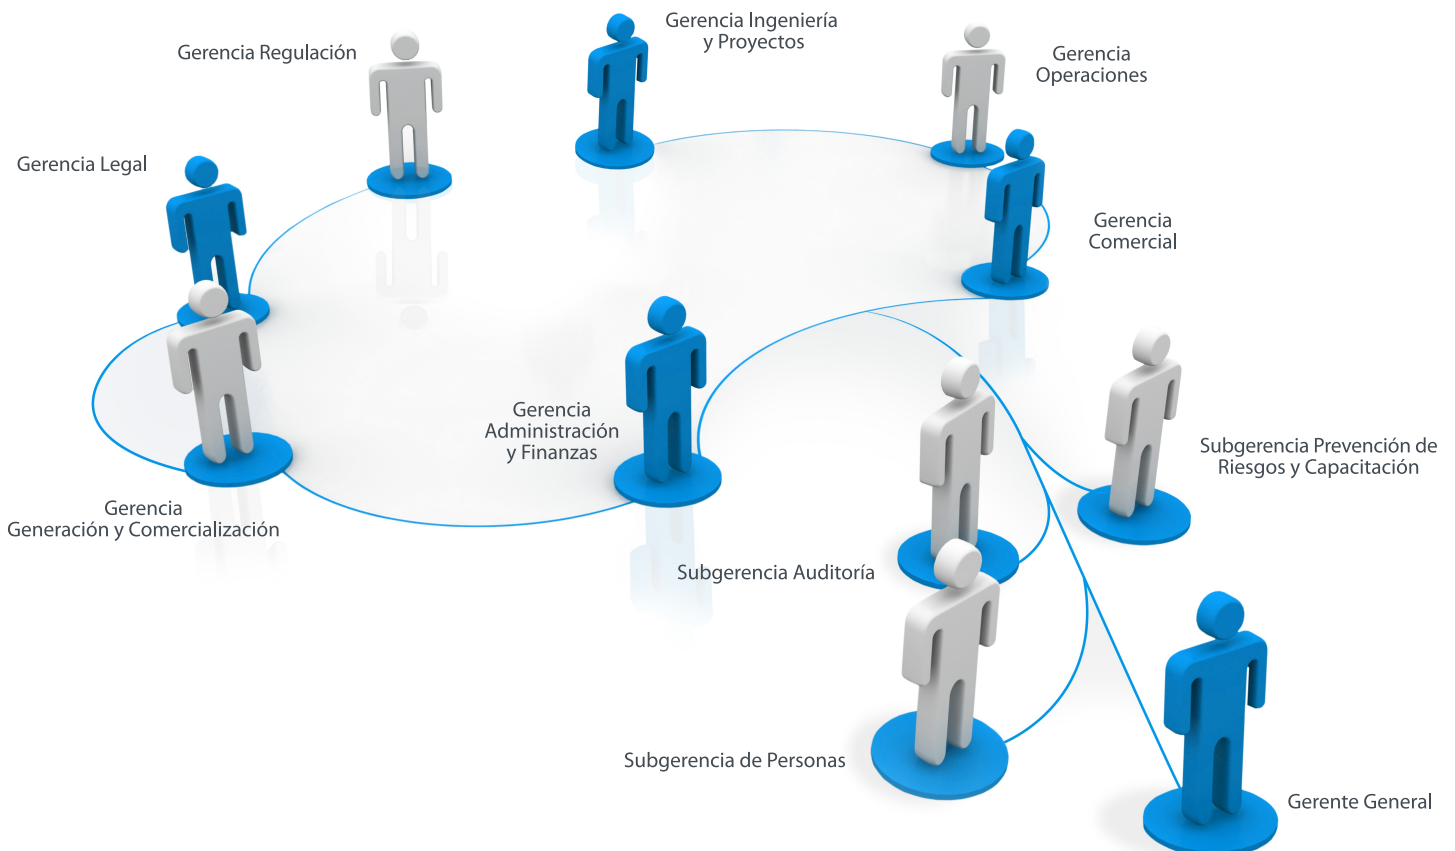 Gerencia Ingeniería
y Proyectos
Gerencia Regulación
Gerencia
Operaciones
Gerencia Legal
Gerencia
Comercial
Gerencia
Administración
y Finanzas
Subgerencia Prevención de
Riesgos y Capacitación
Gerencia
Generación y Comercialización
Subgerencia Auditoría
Subgerencia de Personas
Gerente General